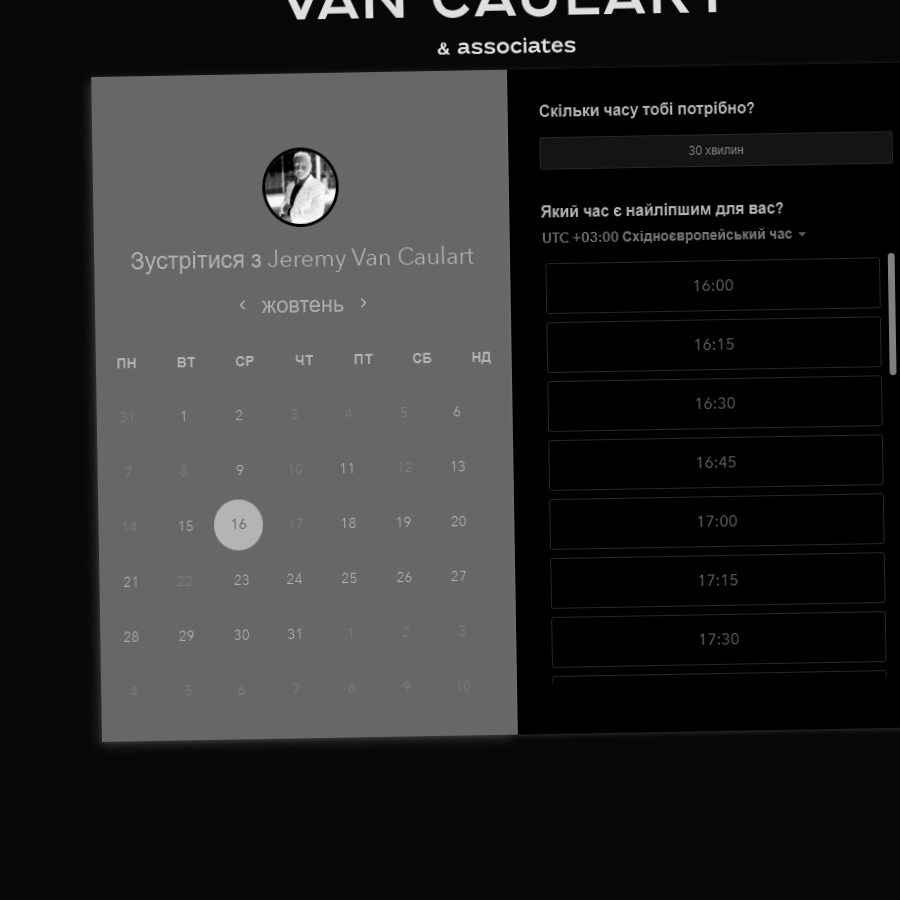 VAN CAULART
& associates
Зустрітися з Jeremy Van Caulart
жовтень
ПН ВТ СР ЧТ ПТ СБ НД
31 1 2 3 4 5 6
7 8 9 10 11 12 13
14 15 16 17 18 19 20
21 22 23 24 25 26 27
28 29 30 31 1 2 3
4 5 6 7 8 9 10
Скільки часу тобі потрібно?
30 хвилин
Який час є найліпшим для вас?
UTC +03:00 Східноєвропейський час
16:00
16:15
16:30
16:45
17:00
17:15
17:30